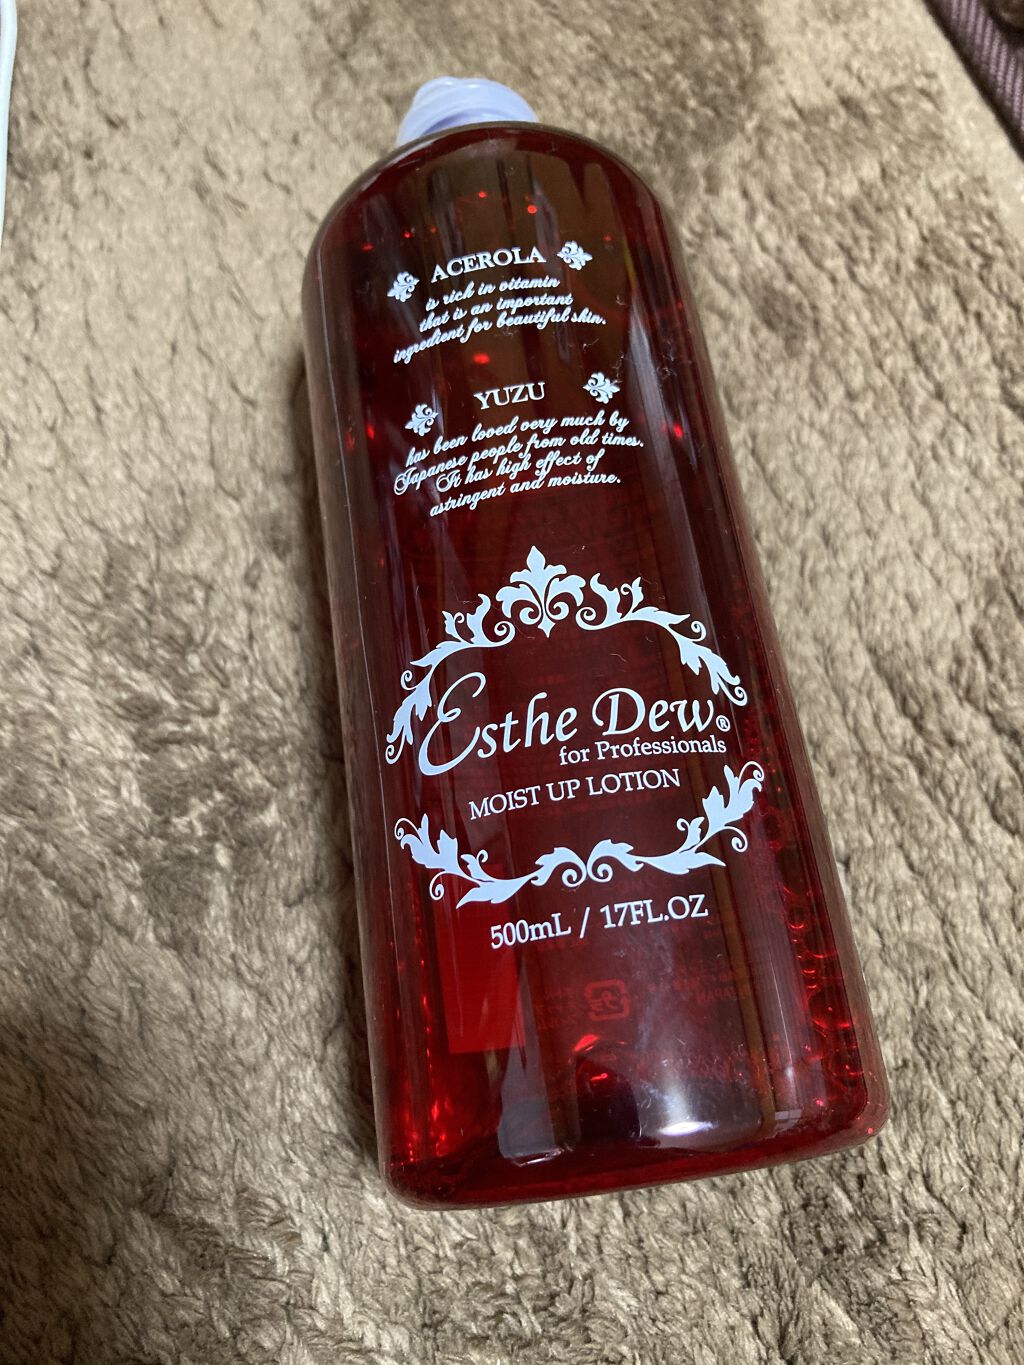 ACEROLA
is rich in vitamin
that is an important
ingredient for beautiful skin.
YUZU
has been loved very much by
Japanese people from old times.
It has high effect of
astringent and moisture.
Esthe Dew®
for Professionals
MOIST UP LOTION
500mL / 17FL.OZ